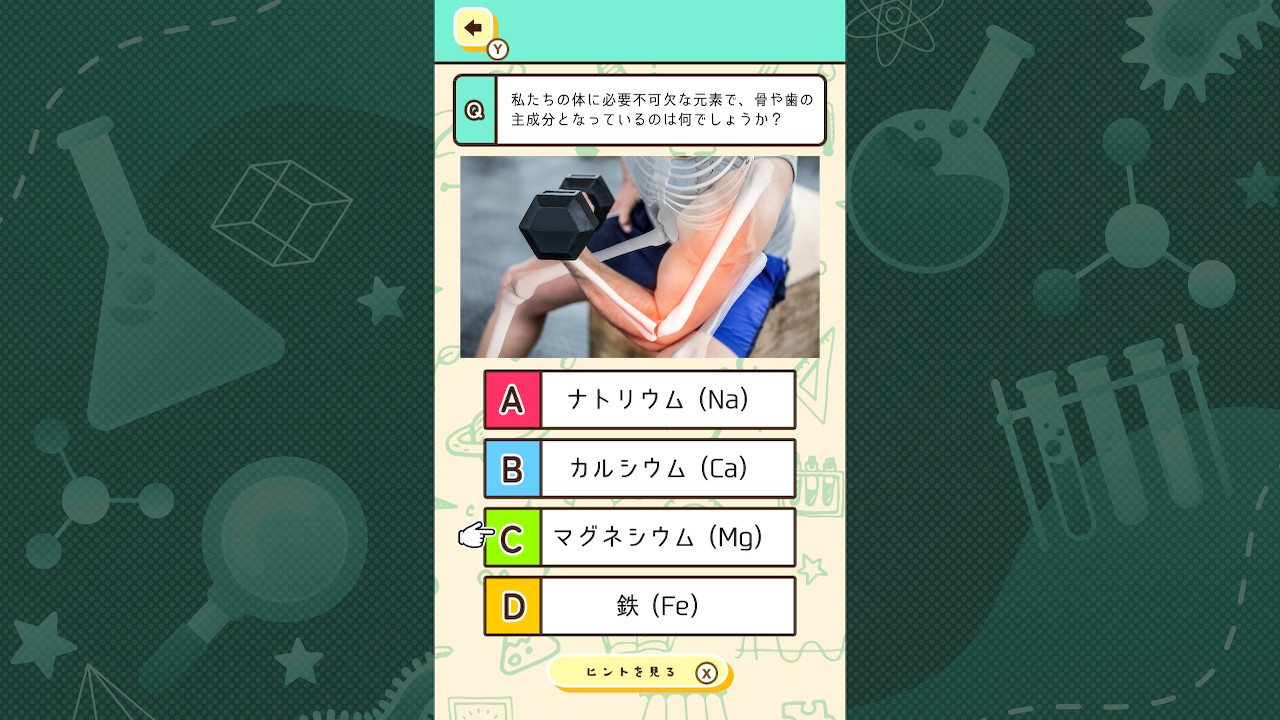 Y
Q
私たちの体に必要不可欠な元素で、骨や歯の
主成分となっているのは何でしょうか？
A ナトリウム（Na）
B カルシウム（Ca）
C マグネシウム（Mg）
D 鉄（Fe）
ヒントを見る X